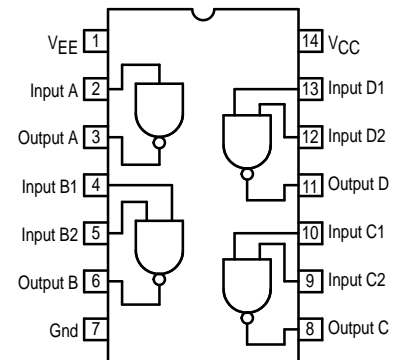 VEE 1
Input A 2
Output A 3
Input B1 4
Input B2 5
Output B 6
Gnd 7
14 VCC
13 Input D1
12 Input D2
11 Output D
10 Input C1
9 Input C2
8 Output C